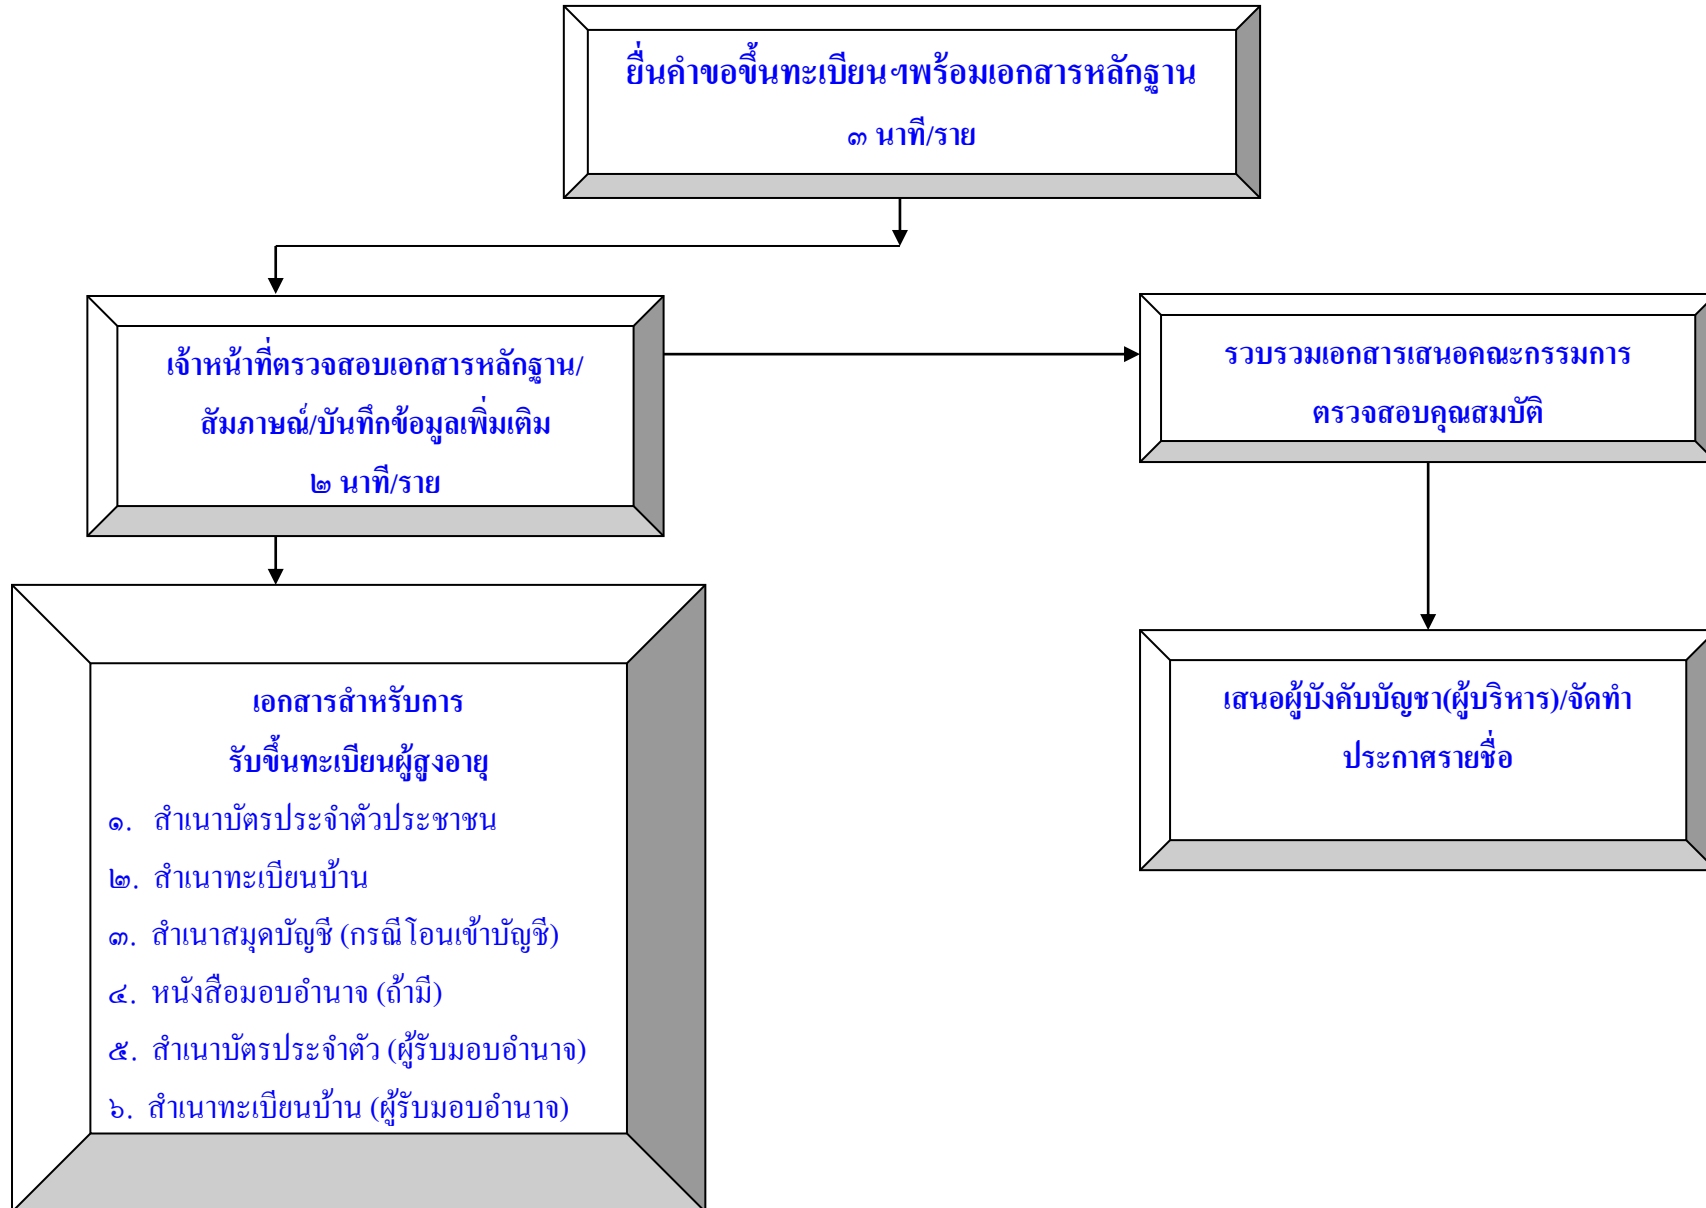 ยื่นคำขอขึ้นทะเบียนฯพร้อมเอกสารหลักฐาน
๓ นาที/ราย
เจ้าหน้าที่ตรวจสอบเอกสารหลักฐาน/
สัมภาษณ์/บันทึกข้อมูลเพิ่มเติม
๒ นาที/ราย
รวบรวมเอกสารเสนอคณะกรรมการ
ตรวจสอบคุณสมบัติ
เอกสารสำหรับการ
รับขึ้นทะเบียนผู้สูงอายุ
๑. สำเนาบัตรประจำตัวประชาชน
๒. สำเนาทะเบียนบ้าน
๓. สำเนาสมุดบัญชี (กรณีโอนเข้าบัญชี)
๔. หนังสือมอบอำนาจ (ถ้ามี)
๕. สำเนาบัตรประจำตัว (ผู้รับมอบอำนาจ)
๖. สำเนาทะเบียนบ้าน (ผู้รับมอบอำนาจ)
เสนอผู้บังคับบัญชา(ผู้บริหาร)/จัดทำ
ประกาศรายชื่อ